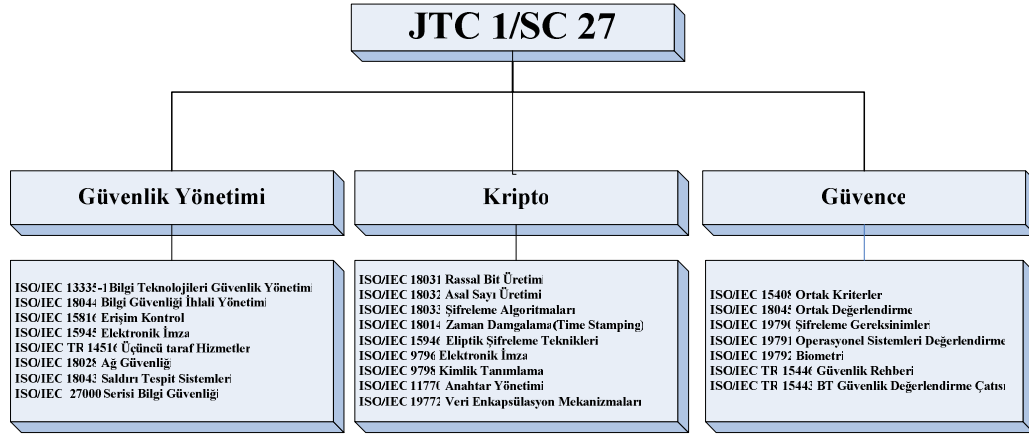 JTC 1/SC 27
Güvenlik Yönetimi
ISO/IEC 13335-1Bilgi Teknolojileri Güvenlik Yönetimi
ISO/IEC 18044 Bilgi Güvenliği İhlali Yönetimi
ISO/IEC 15816 Erişim Kontrol
ISO/IEC 15945 Elektronik İmza
ISO/IEC TR 14516 Üçüncü taraf Hizmetler
ISO/IEC 18028 Ağ Güvenliği
ISO/IEC 18043 Saldırı Tespit Sistemleri
ISO/IEC 27000 Serisi Bilgi Güvenliği
Kripto
ISO/IEC 18031 Rassal Bit Üretimi
ISO/IEC 18032 Asal Sayı Üretimi
ISO/IEC 18033 Şifreleme Algoritmaları
ISO/IEC 18014 Zaman Damgalama(Time Stamping)
ISO/IEC 15946 Eliptik Şifreleme Teknikleri
ISO/IEC 9796 Elektronik İmza
ISO/IEC 9798 Kimlik Tanımlama
ISO/IEC 11770 Anahtar Yönetimi
ISO/IEC 19772 Veri Enkapsülasyon Mekanizmaları
Güvence
ISO/IEC 15408 Ortak Kriterler
ISO/IEC 18045 Ortak Değerlendirme
ISO/IEC 19790 Şifreleme Gereksinimleri
ISO/IEC 19791 Operasyonel Sistemleri Değerlendirme
ISO/IEC 19792 Biometri
ISO/IEC TR 15446 Güvenlik Rehberi
ISO/IEC TR 15443 BT Güvenlik Değerlendirme Çatısı